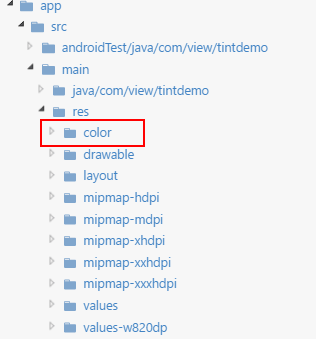 app
src
androidTest/java/com/view/tintdemo
main
java/com/view/tintdemo
res
color
drawable
layout
mipmap-hdpi
mipmap-mdpi
mipmap-xhdpi
mipmap-xxhdpi
mipmap-xxxhdpi
values
values-w820dp